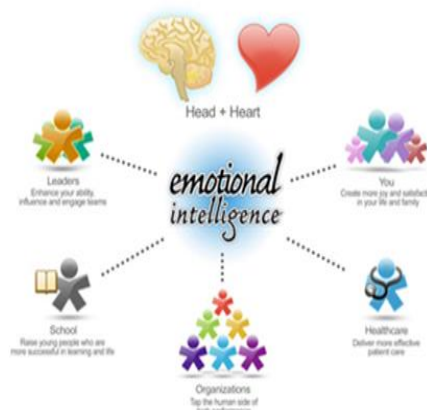 Head + Heart
Leaders
Enhance your ability,
influence and engage teams
You
Create more joy and satisfact
in your life and family
emotional
intelligence
School
Raise young people who are
more successful in learning and life
Healthcare
Deliver more effective
patient care
Organizations
Tap the human side of